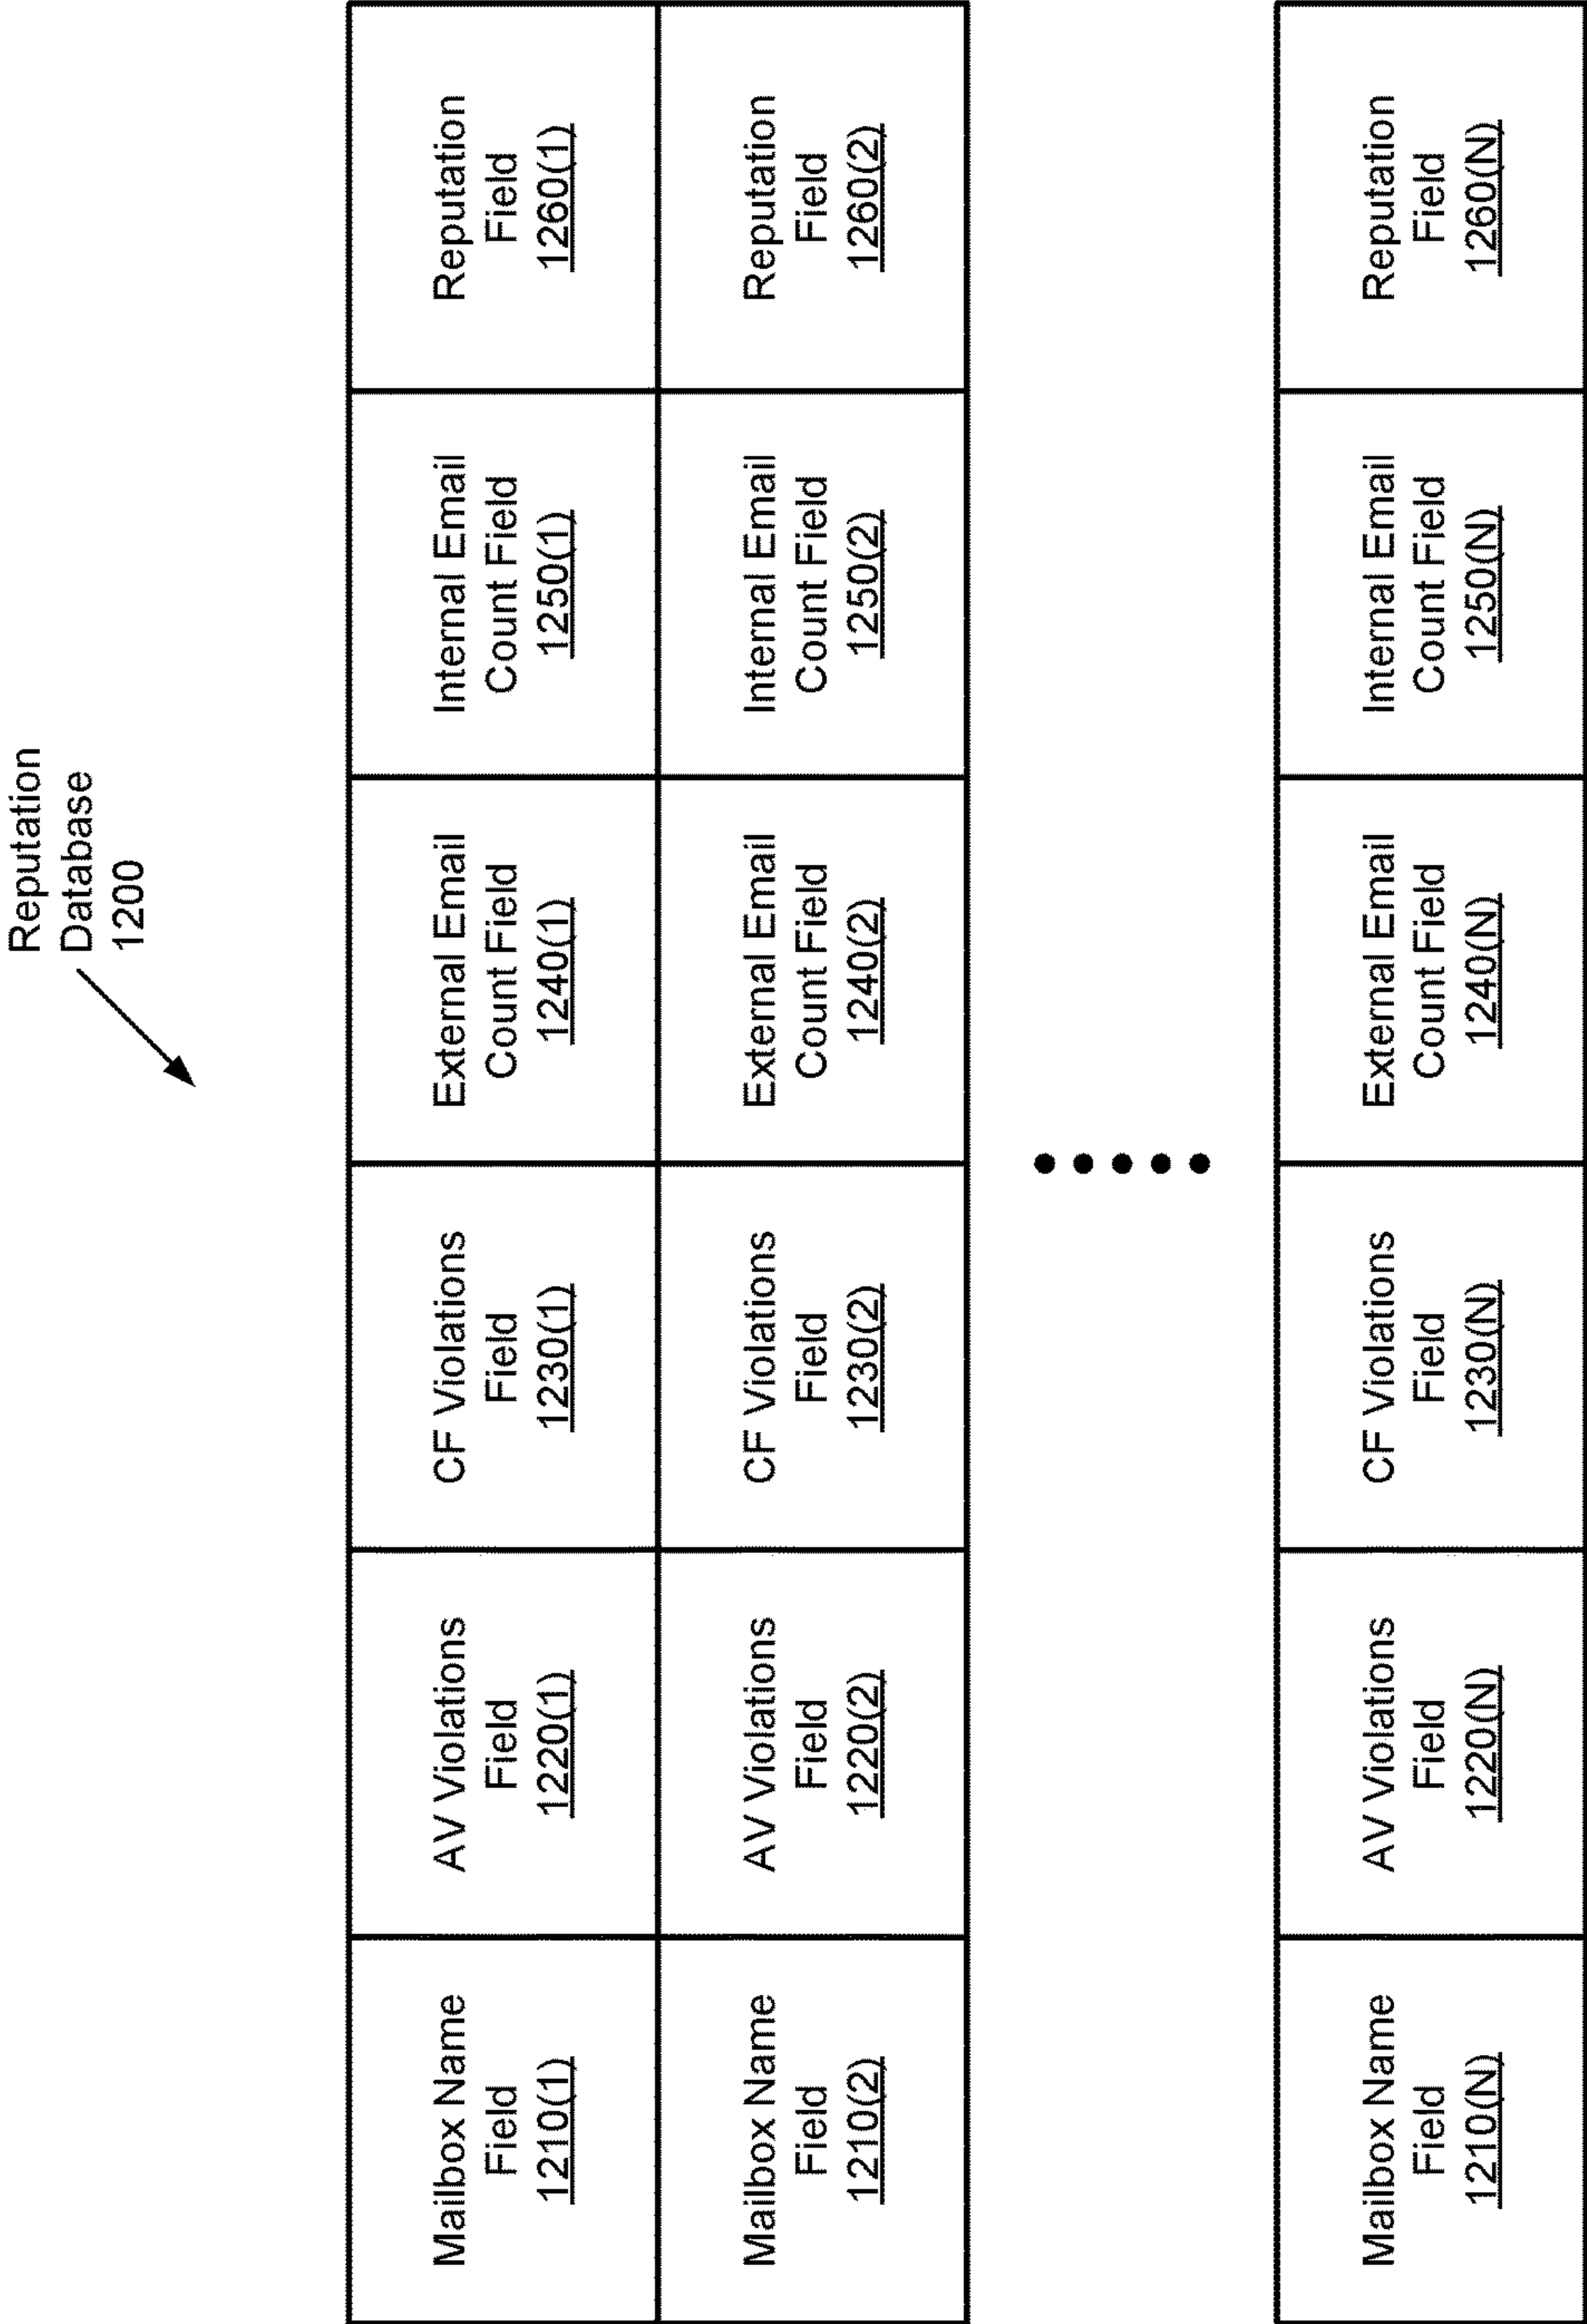 Reputation
Database
1200
Mailbox Name
Field
1210(1)
AV Violations
Field
1220(1)
CF Violations
Field
1230(1)
External Email
Count Field
1240(1)
Internal Email
Count Field
1250(1)
Reputation
Field
1260(1)
Mailbox Name
Field
1210(2)
AV Violations
Field
1220(2)
CF Violations
Field
1230(2)
External Email
Count Field
1240(2)
Internal Email
Count Field
1250(2)
Reputation
Field
1260(2)
Mailbox Name
Field
1210(N)
AV Violations
Field
1220(N)
CF Violations
Field
1230(N)
External Email
Count Field
1240(N)
Internal Email
Count Field
1250(N)
Reputation
Field
1260(N)